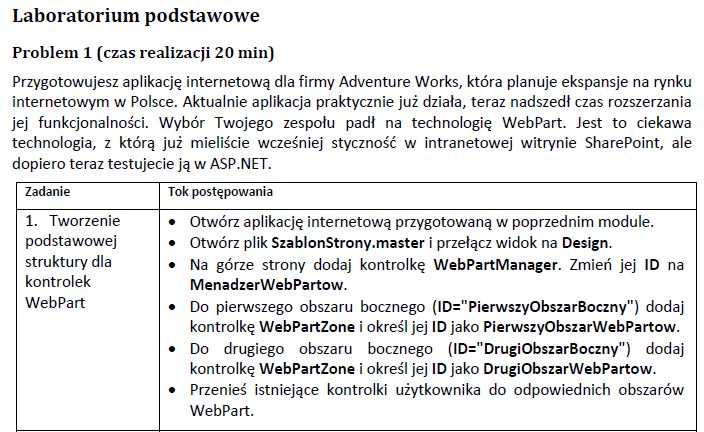 Laboratorium podstawowe
Problem 1 (czas realizacji 20 min)
Przygotowujesz aplikację internetową dla firmy Adventure Works, która planuje ekspansje na rynku
internetowym w Polsce. Aktualnie aplikacja praktycznie już działa, teraz nadszedł czas rozszerzania
jej funkcjonalności. Wybór Twojego zespołu padł na technologię WebPart. Jest to ciekawa
technologia, z którą już mieliście wcześniej styczność w intranetowej witrynie SharePoint, ale
dopiero teraz testujecie ją w ASP.NET.
Zadanie
Tok postępowania
1. Tworzenie
podstawowej
struktury dla
kontrolek
WebPart
• Otwórz aplikację internetową przygotowaną w poprzednim module.
• Otwórz plik SzablonStrony.master i przełącz widok na Design.
• Na górze strony dodaj kontrolkę WebPartManager. Zmień jej ID na
MenadzerWebPartow.
• Do pierwszego obszaru bocznego (ID="PierwszyObszarBoczny") dodaj
kontrolkę WebPartZone i określ jej ID jako PierwszyObszarWebPartow.
• Do drugiego obszaru bocznego (ID="DrugiObszarBoczny") dodaj
kontrolkę WebPartZone i określ jej ID jako DrugiObszarWebPartow.
• Przenieś istniejące kontrolki użytkownika do odpowiednich obszarów
WebPart.